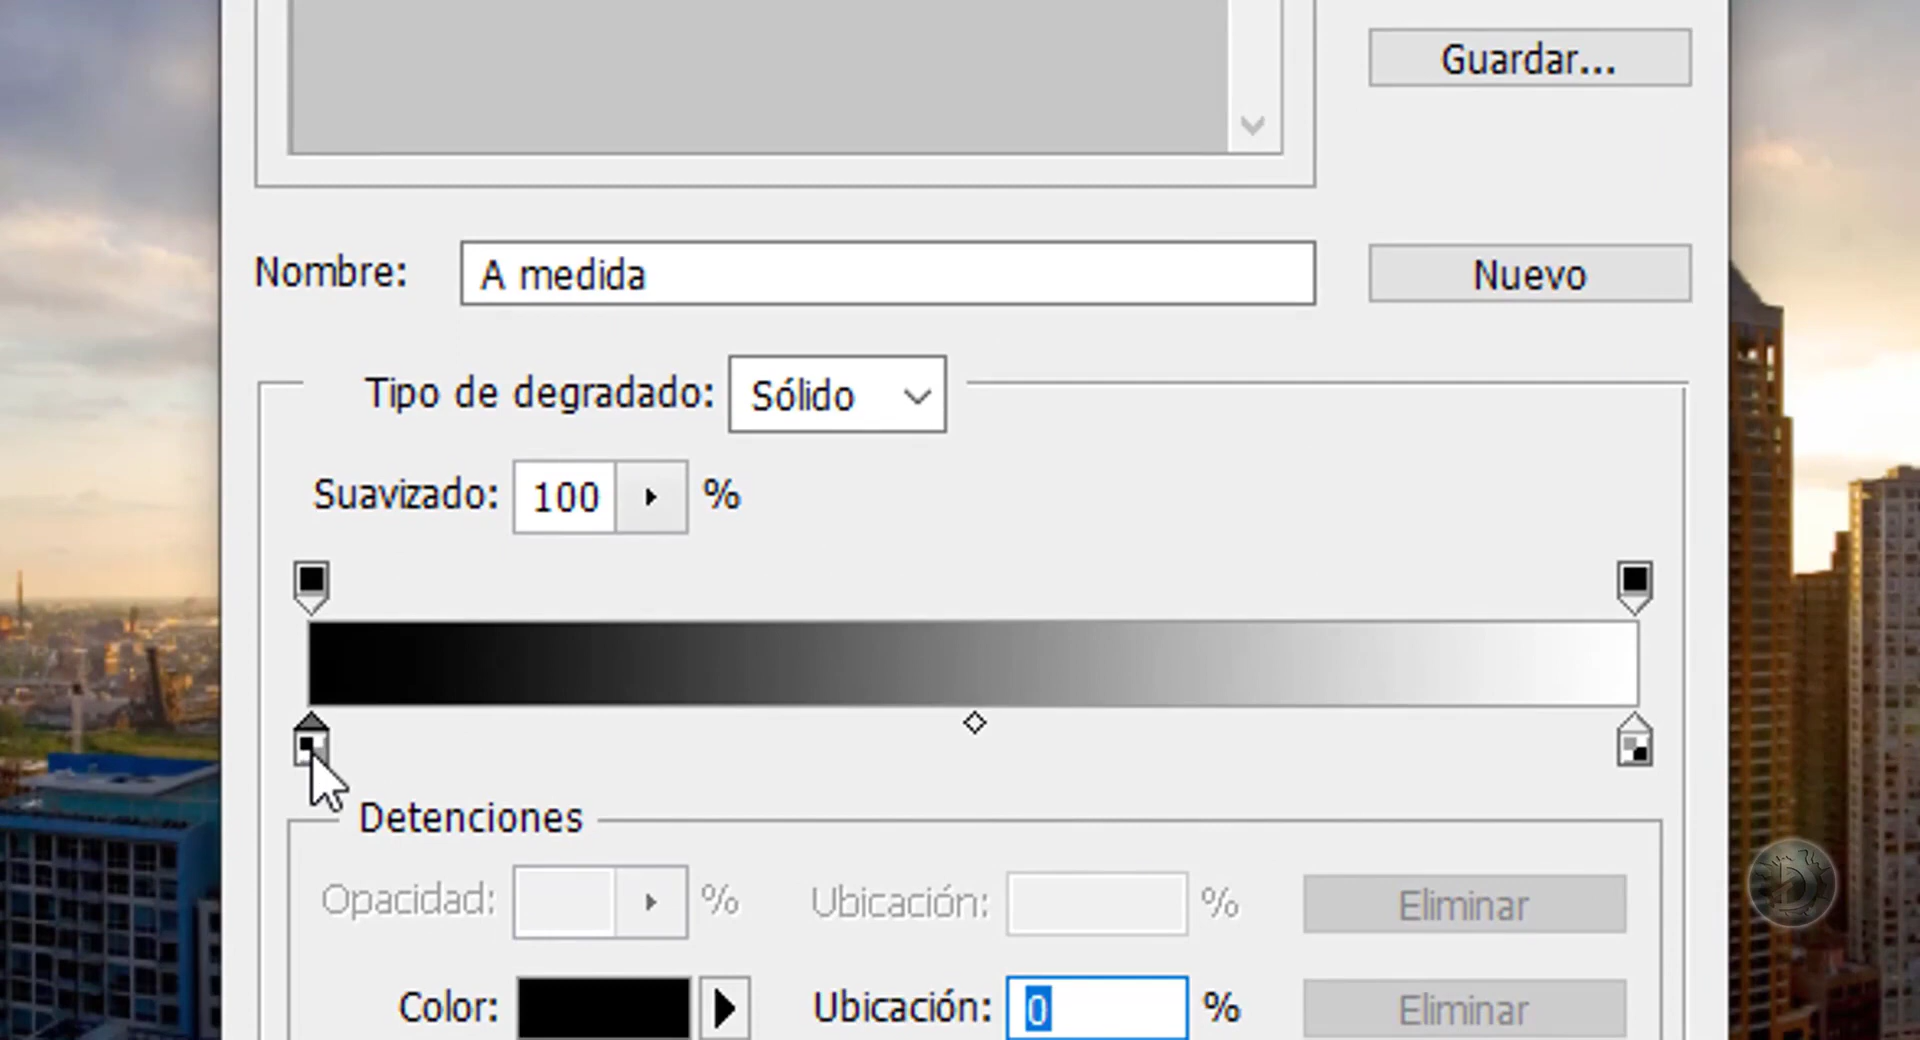 Guardar...
Nombre: A medida Nuevo
Tipo de degradado: Sólido
Suavizado: 100 %
Detenciones
Opacidad: % Ubicación: % Eliminar
Color: Ubicación: 0 % Eliminar